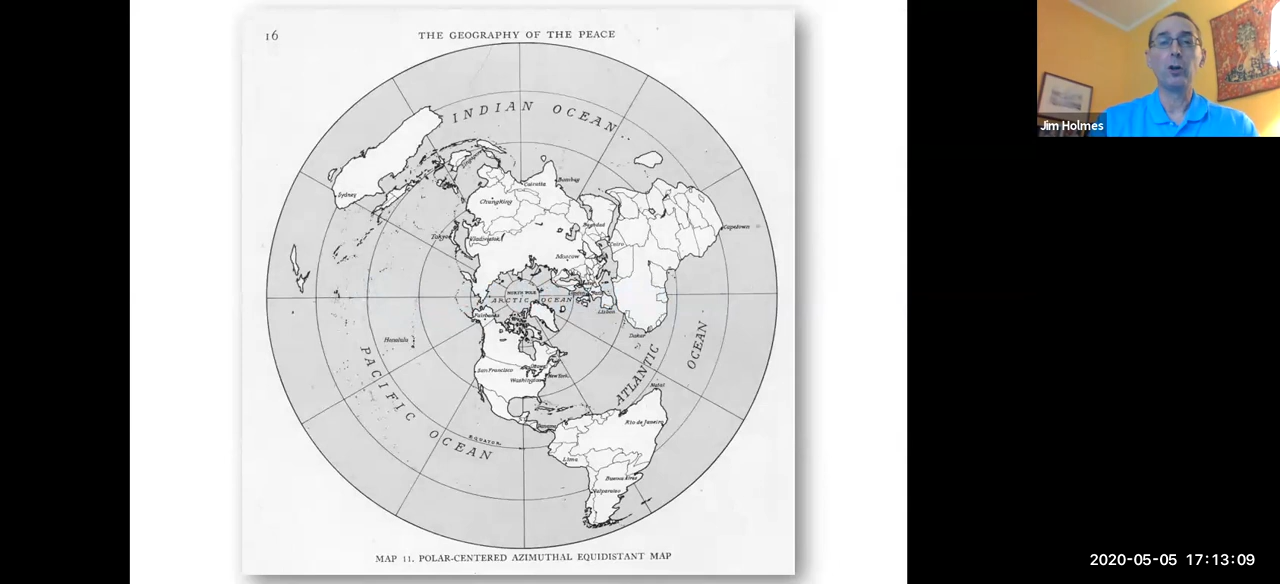 16
THE GEOGRAPHY OF THE PEACE
INDIAN OCEAN
Sydney
Calcutta
Bombay
ChungKing
Tokyo
Vladivostok
Baghdad
Cairo
Capetown
Moscow
NORTH POLE
ARCTIC OCEAN
Lisbon
Fairbanks
Dakar
Honolulu
San Francisco
Ottawa
New York
Washington
ATLANTIC OCEAN
Natal
PACIFIC OCEAN
EQUATOR
Panama
Rio de Janeiro
Lima
Buenos Aires
Valparaiso
MAP 11. POLAR-CENTERED AZIMUTHAL EQUIDISTANT MAP
Jim Holmes
2020-05-05 17:13:09